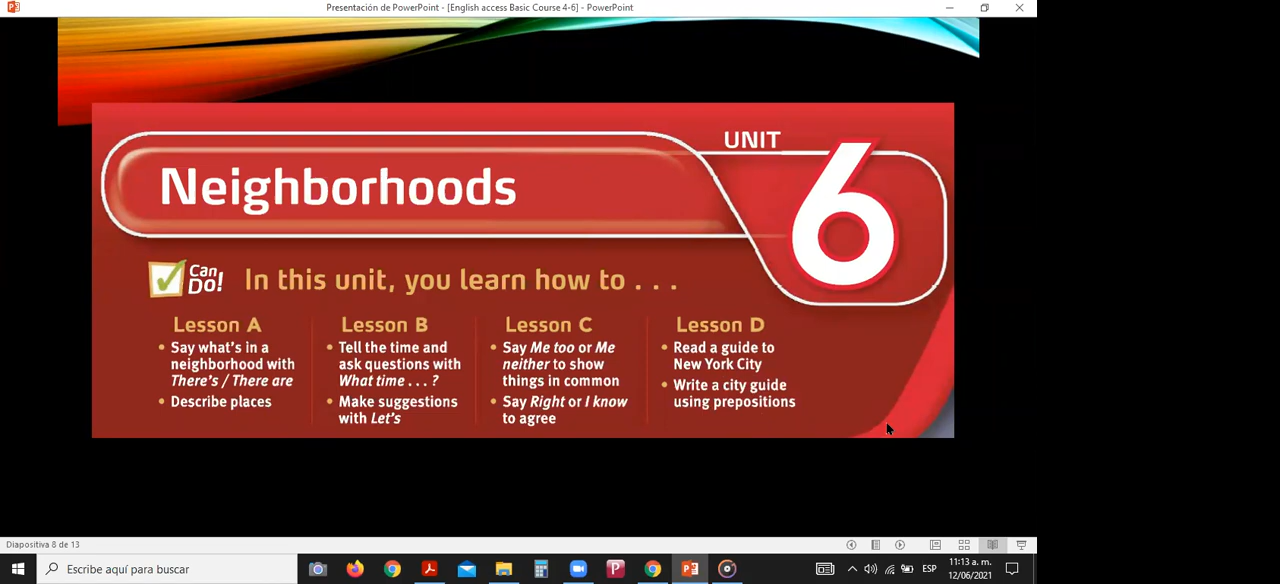 Presentación de PowerPoint - [English access Basic Course 4-6] - PowerPoint
UNIT
6
Neighborhoods
Can Do!
In this unit, you learn how to . . .
Lesson A
• Say what's in a
neighborhood with
There's / There are
• Describe places
Lesson B
• Tell the time and
ask questions with
What time . . . ?
• Make suggestions
with Let's
Lesson C
• Say Me too or Me
neither to show
things in common
• Say Right or I know
to agree
Lesson D
• Read a guide to
New York City
• Write a city guide
using prepositions
Diapositiva 8 de 13
Escribe aquí para buscar
ESP
11:13 a. m.
12/06/2021